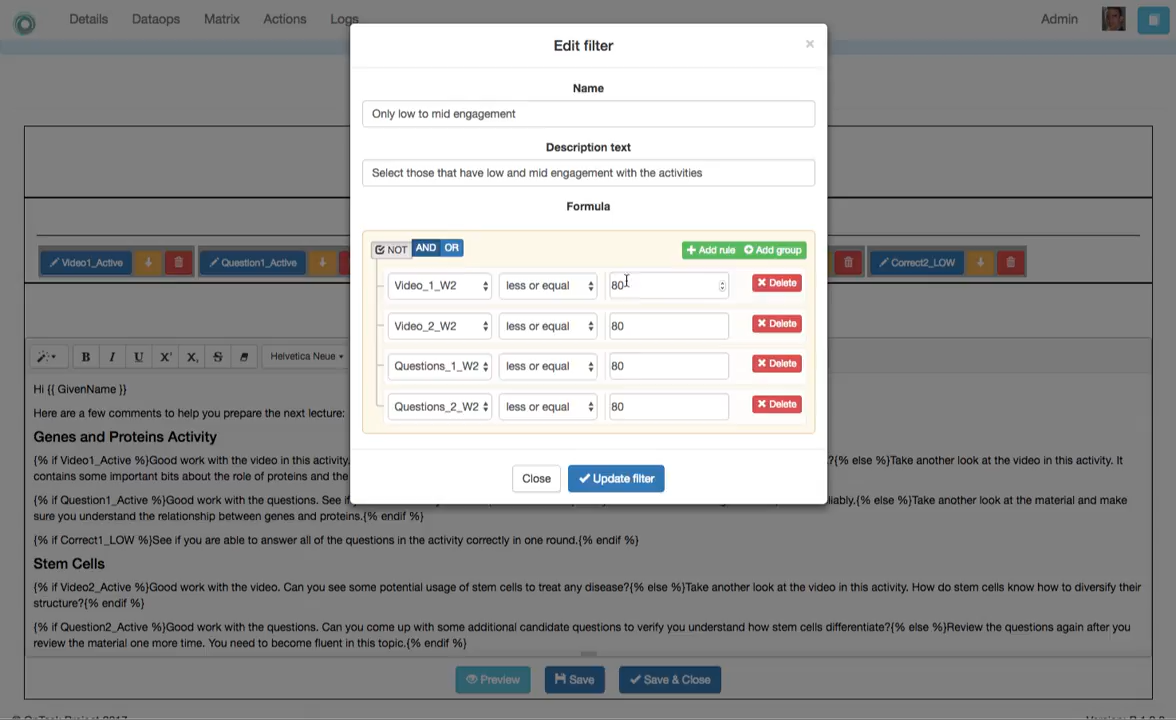 Details Dataops Matrix Actions Logs Admin
Edit filter ×
Name
Only low to mid engagement
Description text
Select those that have low and mid engagement with the activities
Formula
NOT AND OR Add rule Add group
Video_1_W2 less or equal 80 Delete
Video_2_W2 less or equal 80 Delete
Questions_1_W2 less or equal 80 Delete
Questions_2_W2 less or equal 80 Delete
Close Update filter
Video1_Active Question1_Active Correct2_LOW
B I U X' X, S Helvetica Neue
Hi {{ GivenName }}
Here are a few comments to help you prepare the next lecture:
Genes and Proteins Activity
{% if Video1_Active %}Good work with the video in this activity. ?{% else %}Take another look at the video in this activity. It
contains some important bits about the role of proteins and the
{% if Question1_Active %}Good work with the questions. See if {% else %}Take another look at the material and make
sure you understand the relationship between genes and proteins.{% endif %}
{% if Correct1_LOW %}See if you are able to answer all of the questions in the activity correctly in one round.{% endif %}
Stem Cells
{% if Video2_Active %}Good work with the video. Can you see some potential usage of stem cells to treat any disease?{% else %}Take another look at the video in this activity. How do stem cells know how to diversify their
structure?{% endif %}
{% if Question2_Active %}Good work with the questions. Can you come up with some additional candidate questions to verify you understand how stem cells differentiate?{% else %}Review the questions again after you
review the material one more time. You need to become fluent in this topic.{% endif %}
Preview Save Save & Close